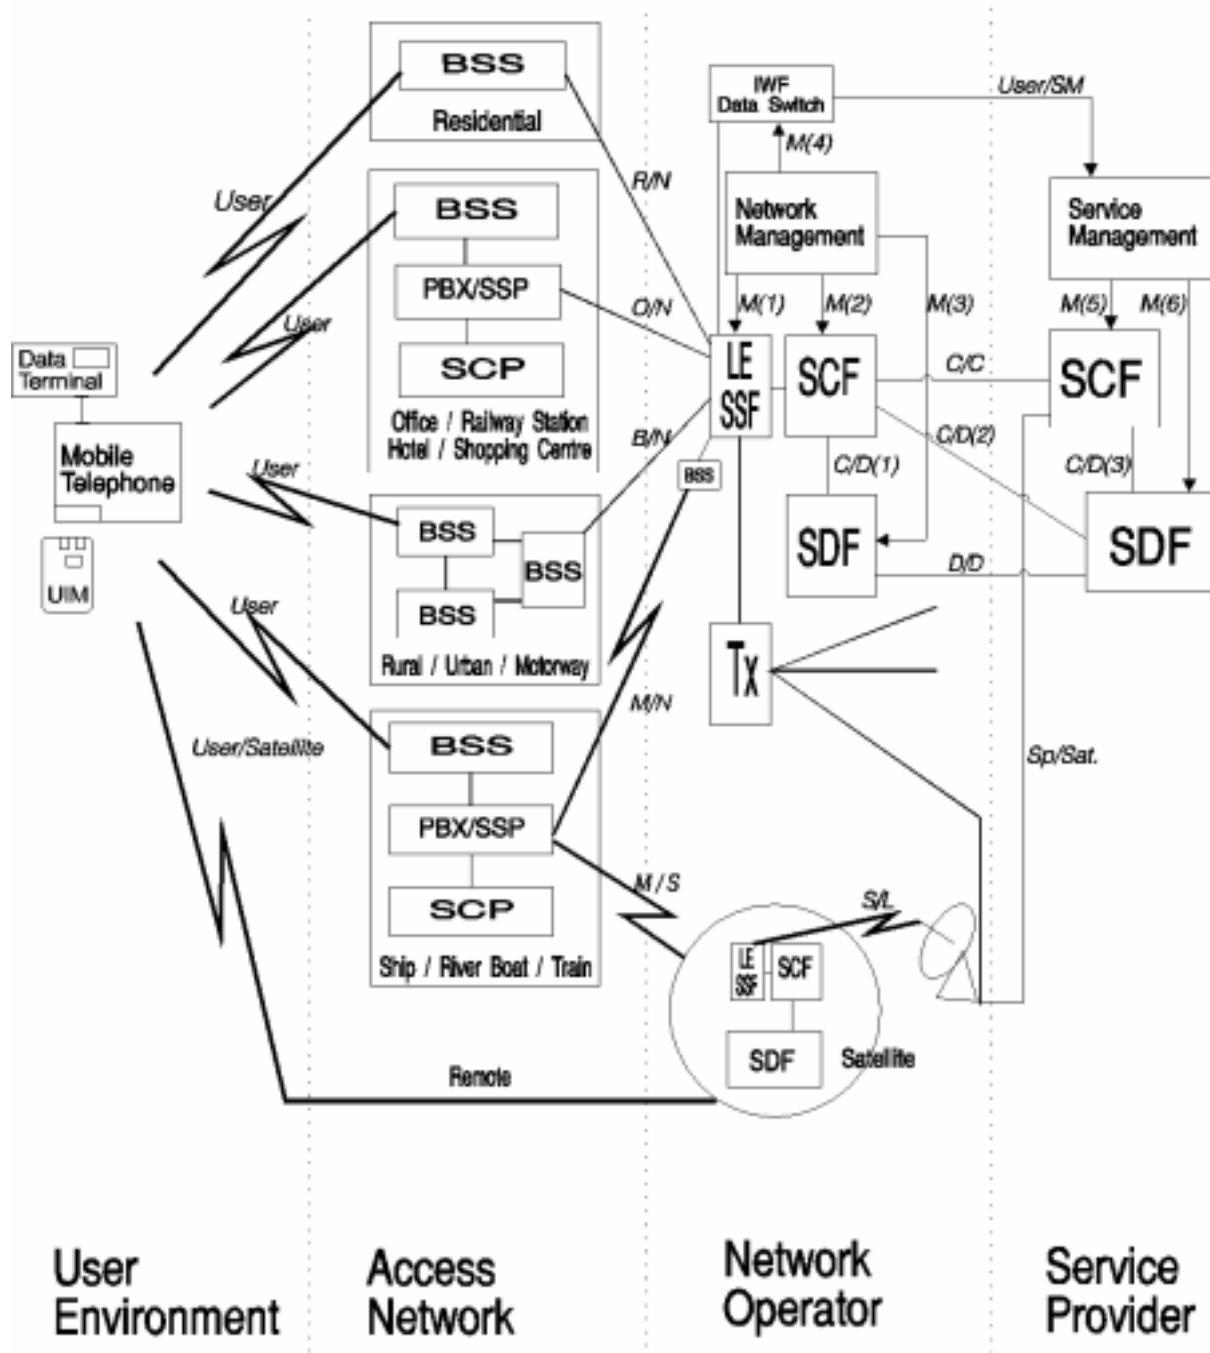 BSS
Residential
User
BSS
PBX/SSP
SCP
Office / Railway Station
Hotel / Shopping Centre
User
Data
Terminal
Mobile
Telephone
UIM
User
BSS
BSS
BSS
Rural / Urban / Motorway
User
BSS
PBX/SSP
SCP
Ship / River Boat / Train
User/Satellite
Remote
R/N
O/N
B/N
M/N
M / S
IWF
Data Switch
User/SM
M(4)
Network
Management
M(1)
M(2)
M(3)
LE
SSF
SCF
C/C
BSS
C/D(1)
C/D(2)
SDF
D/D
Tx
Service
Management
M(5)
M(6)
SCF
C/D(3)
SDF
Sp/Sat.
S/L
LE
SSF
SCF
SDF
Satellite
User
Environment
Access
Network
Network
Operator
Service
Provider